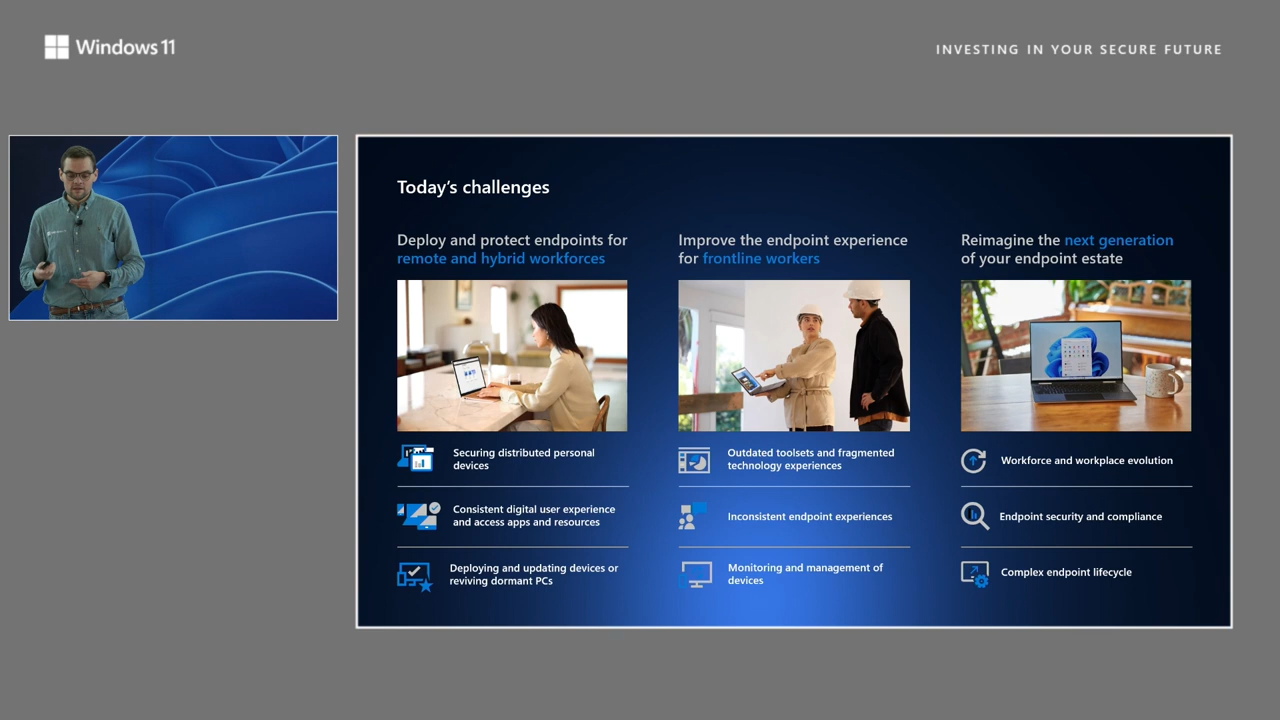 Windows 11
INVESTING IN YOUR SECURE FUTURE
Today's challenges
Deploy and protect endpoints for
remote and hybrid workforces
Securing distributed personal
devices
Consistent digital user experience
and access apps and resources
Deploying and updating devices or
reviving dormant PCs
Improve the endpoint experience
for frontline workers
Outdated toolsets and fragmented
technology experiences
Inconsistent endpoint experiences
Monitoring and management of
devices
Reimagine the next generation
of your endpoint estate
Workforce and workplace evolution
Endpoint security and compliance
Complex endpoint lifecycle